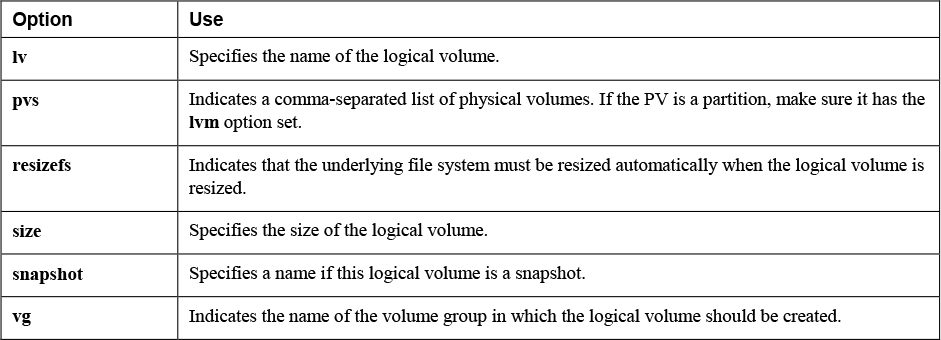 Option Use
lv Specifies the name of the logical volume.
pvs Indicates a comma-separated list of physical volumes. If the PV is a partition, make sure it has the
lvm option set.
resizefs Indicates that the underlying file system must be resized automatically when the logical volume is
resized.
size Specifies the size of the logical volume.
snapshot Specifies a name if this logical volume is a snapshot.
vg Indicates the name of the volume group in which the logical volume should be created.